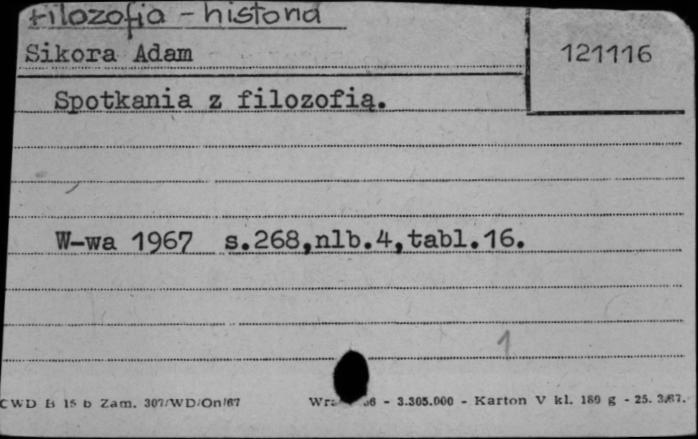 Filozofia - historia
Sikora Adam
121116
Spotkania z filozofią.
W-wa 1967 s.268,nlb.4,tabl.16.
1
CWD B 15 b Zam. 307/WD/On/67 66 - 3.305.000 - Karton V kl. 180 g - 25. 3.67.